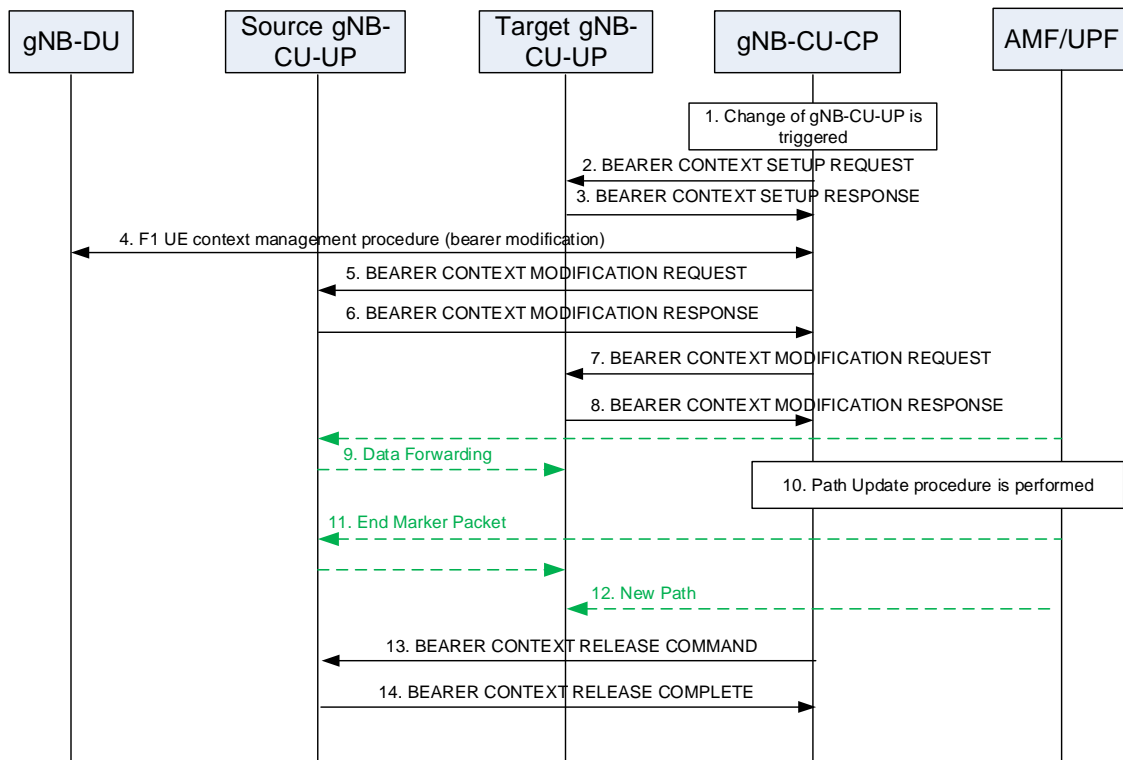 gNB-DU
Source gNB-
CU-UP
Target gNB-
CU-UP
gNB-CU-CP
AMF/UPF
1. Change of gNB-CU-UP is
triggered
2. BEARER CONTEXT SETUP REQUEST
3. BEARER CONTEXT SETUP RESPONSE
4. F1 UE context management procedure (bearer modification)
5. BEARER CONTEXT MODIFICATION REQUEST
6. BEARER CONTEXT MODIFICATION RESPONSE
7. BEARER CONTEXT MODIFICATION REQUEST
8. BEARER CONTEXT MODIFICATION RESPONSE
9. Data Forwarding
10. Path Update procedure is performed
11. End Marker Packet
12. New Path
13. BEARER CONTEXT RELEASE COMMAND
14. BEARER CONTEXT RELEASE COMPLETE